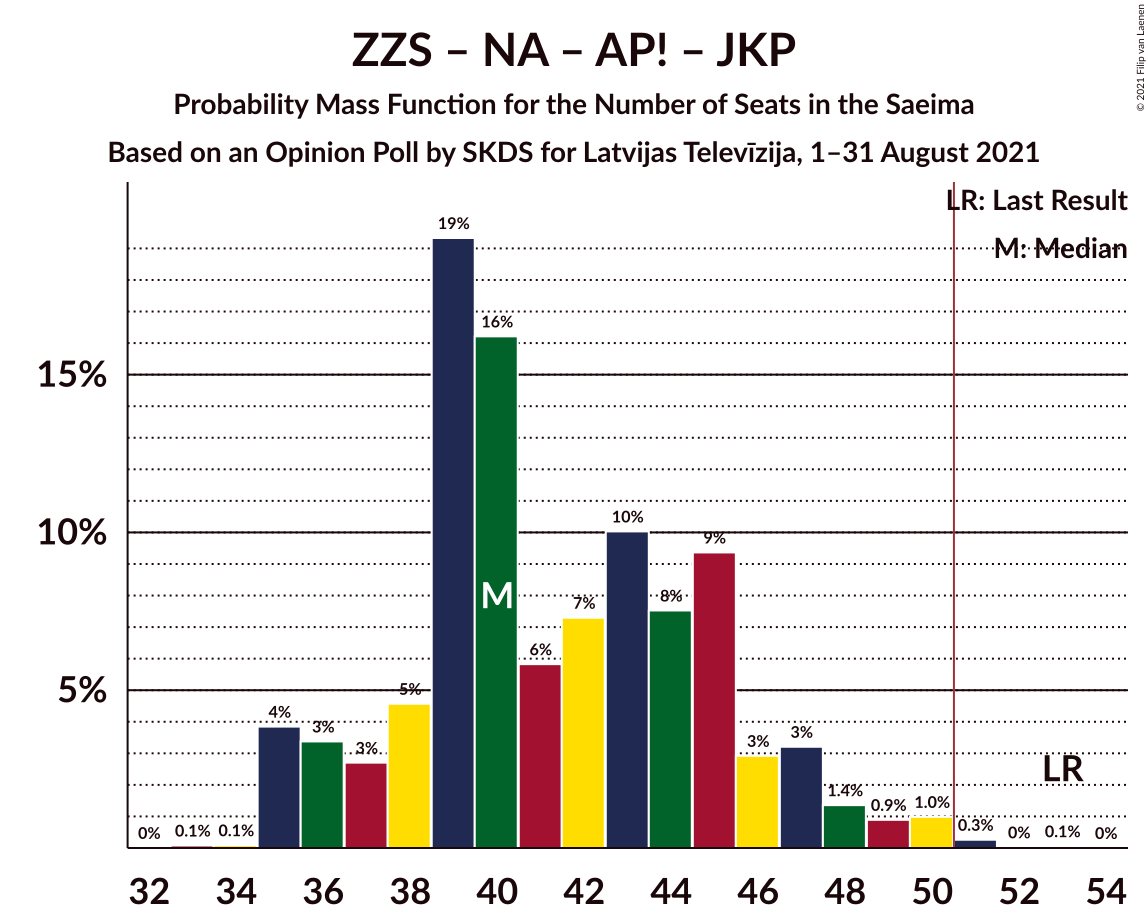 © 2021 Filip van Laenen
ZZS – NA – AP! – JKP
Probability Mass Function for the Number of Seats in the Saeima
Based on an Opinion Poll by SKDS for Latvijas Televīzija, 1–31 August 2021
LR: Last Result
M: Median
19%
16%
15%
10%
10%
9%
M
7%
8%
6%
5%
5%
4%
3%
3%
3%
3%
LR
1.4%
0.9%
1.0%
0%
0.1%
0.1%
0.3%
0%
0.1%
0%
32 34 36 38 40 42 44 46 48 50 52 54